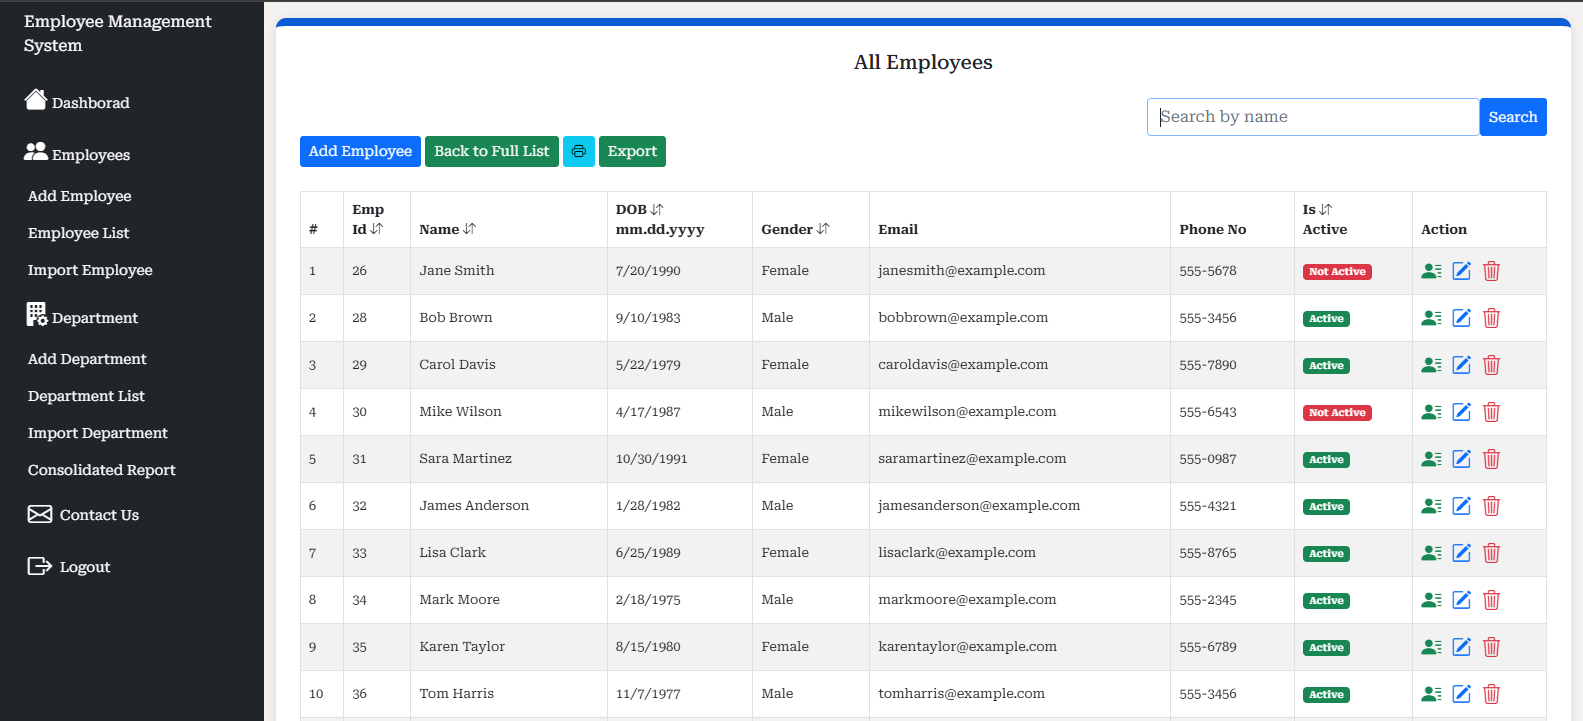 Employee Management
System
Dashborad
Employees
Add Employee
Employee List
Import Employee
Department
Add Department
Department List
Import Department
Consolidated Report
Contact Us
Logout
All Employees
Search by name Search
Add Employee Back to Full List Export
# Emp Id Name DOB mm.dd.yyyy Gender Email Phone No Is Active Action
1 26 Jane Smith 7/20/1990 Female janesmith@example.com 555-5678 Not Active
2 28 Bob Brown 9/10/1983 Male bobbrown@example.com 555-3456 Active
3 29 Carol Davis 5/22/1979 Female caroldavis@example.com 555-7890 Active
4 30 Mike Wilson 4/17/1987 Male mikewilson@example.com 555-6543 Not Active
5 31 Sara Martinez 10/30/1991 Female saramartinez@example.com 555-0987 Active
6 32 James Anderson 1/28/1982 Male jamesanderson@example.com 555-4321 Active
7 33 Lisa Clark 6/25/1989 Female lisaclark@example.com 555-8765 Active
8 34 Mark Moore 2/18/1975 Male markmoore@example.com 555-2345 Active
9 35 Karen Taylor 8/15/1980 Female karentaylor@example.com 555-6789 Active
10 36 Tom Harris 11/7/1977 Male tomharris@example.com 555-3456 Active